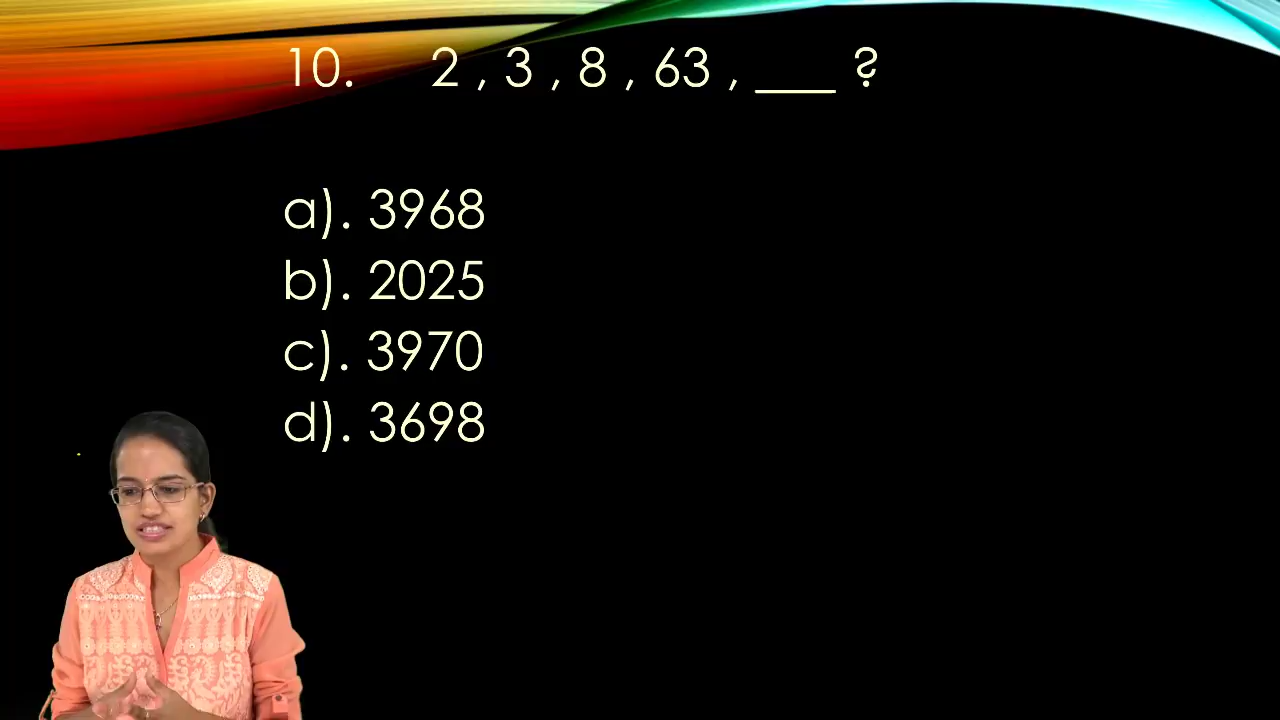 10. 2 , 3 , 8 , 63 , ___ ?
a). 3968
b). 2025
c). 3970
d). 3698